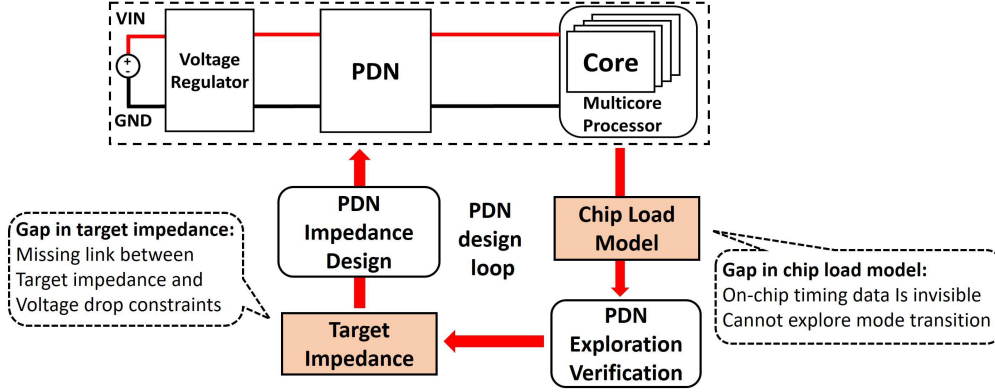 VIN
+
-
GND
Voltage
Regulator
PDN
Core
Multicore
Processor
PDN
Impedance
Design
PDN
design
loop
Chip Load
Model
Gap in target impedance:
Missing link between
Target impedance and
Voltage drop constraints
Gap in chip load model:
On-chip timing data Is invisible
Cannot explore mode transition
Target
Impedance
PDN
Exploration
Verification